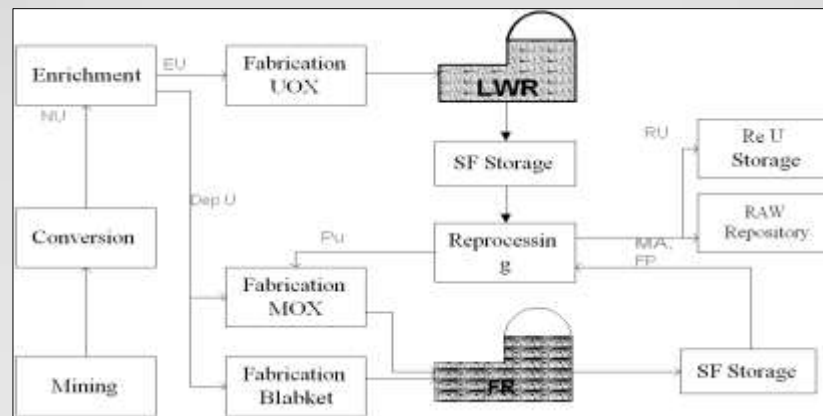 Enrichment
EU
Fabrication
UOX
LWR
NU
SF Storage
RU
Re U
Storage
Dep U
Conversion
Pu
Reprocessin
g
MA.
FP
RAW
Repository
Fabrication
MOX
Mining
Fabrication
Blabket
FR
SF Storage